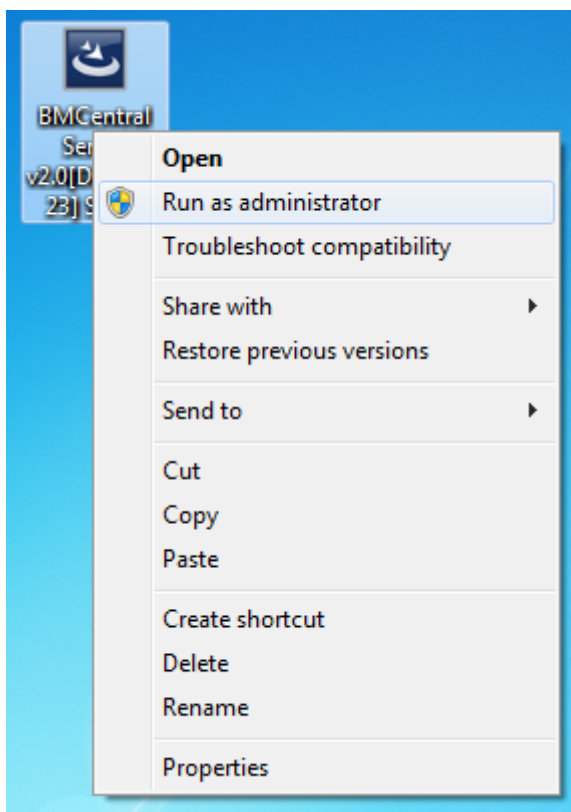 BMCentral
Ser
v2.0[D
23] S
Open
Run as administrator
Troubleshoot compatibility
Share with
Restore previous versions
Send to
Cut
Copy
Paste
Create shortcut
Delete
Rename
Properties